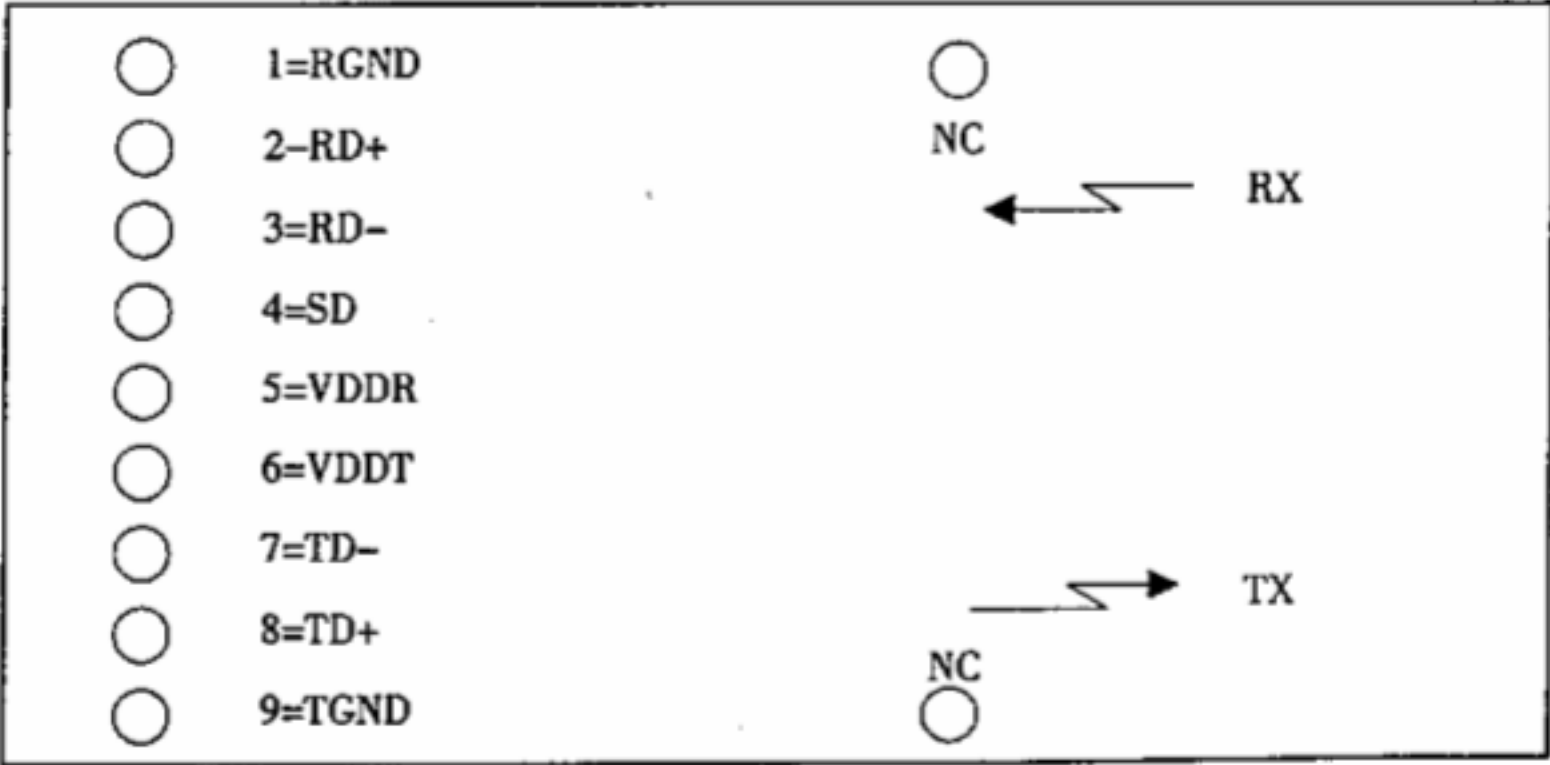 1=RGND
NC
2-RD+
RX
3=RD-
4=SD
5=VDDR
6=VDDT
7=TD-
TX
8=TD+
NC
9=TGND